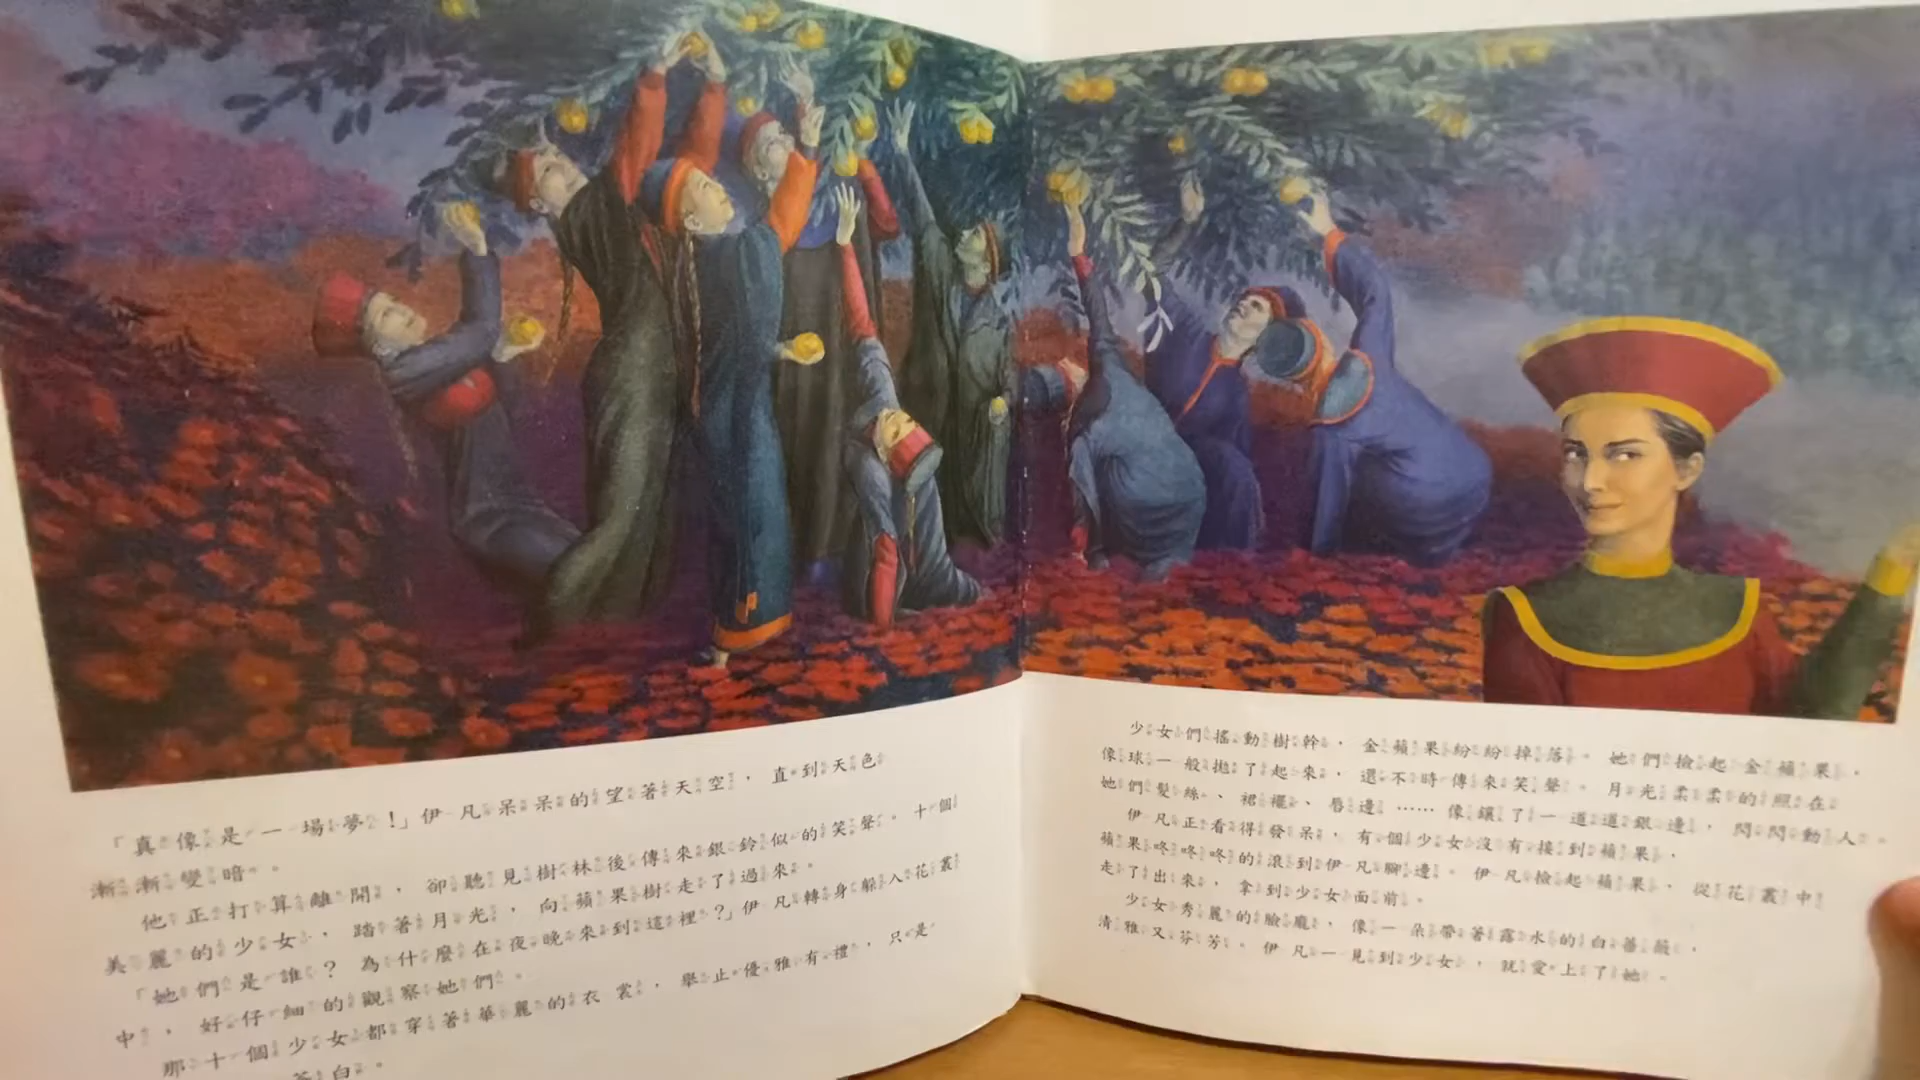 「真像是一場夢!」伊凡呆呆的望著天空，直到天色
漸漸變暗。
他正打算離開，卻聽見樹林後傳來銀鈴似的笑聲。十個
美麗的少女，踏著月光，向蘋果樹走了過來。
「她們是誰？為什麼在夜晚來到這裡？」伊凡轉身躲入花叢
中，好仔細的觀察她們。
那十個少女都穿著華麗的衣裳，舉止優雅有禮，只是
蒼白。
少女們搖動樹幹，金蘋果紛紛掉落。她們撿起金蘋果，
像球一般拋了起來，還不時傳來笑聲。月光柔柔的照在
她們髮絲、裙襬、唇邊……像鑲了一道道銀邊，閃閃動人。
伊凡正看得發呆，有個少女沒有接到蘋果，
蘋果咚咚咚的滾到伊凡腳邊。伊凡撿起蘋果，從花叢中
走了出來，拿到少女面前。
少女秀麗的臉龐，像一朵帶著露水的白薔薇，
清雅又芬芳。伊凡一見到少女，就愛上了她。